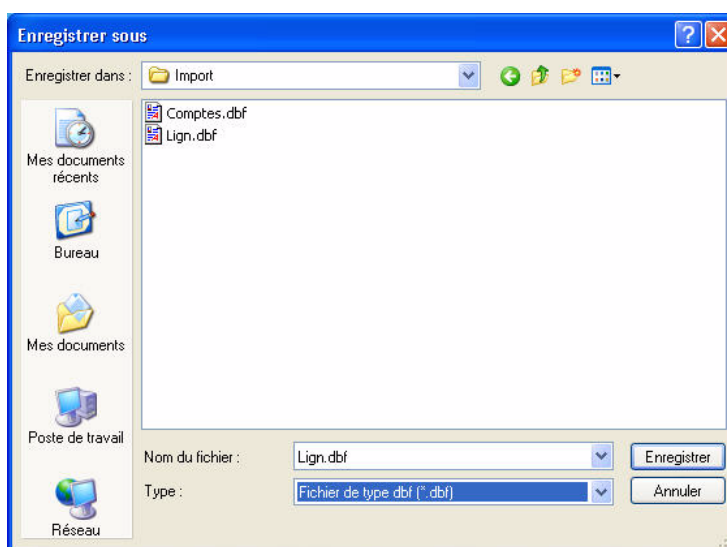 Enregistrer sous
Enregistrer dans :
Import
Comptes.dbf
Lign.dbf
Mes documents
récents
Bureau
Mes documents
Poste de travail
Réseau
Nom du fichier :
Lign.dbf
Enregistrer
Type :
Fichier de type dbf (*.dbf)
Annuler